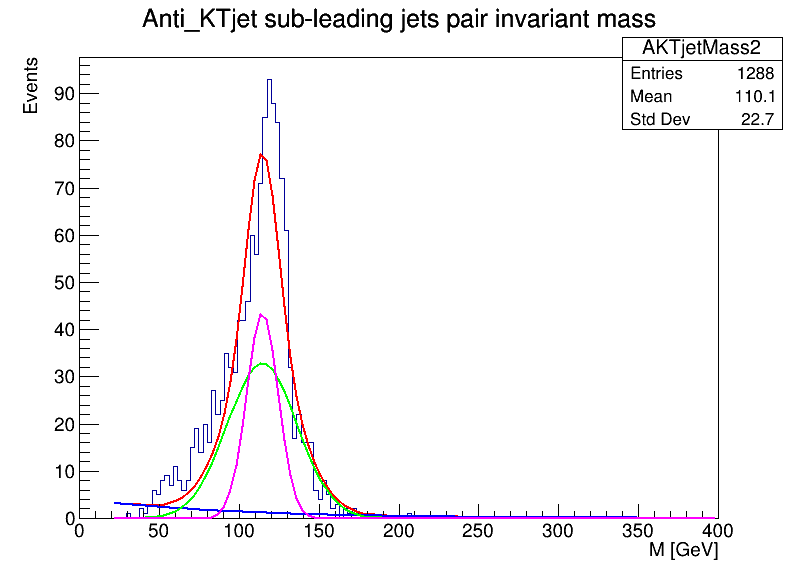 Anti_KTjet sub-leading jets pair invariant mass
AKTjetMass2
Entries 1288
Mean 110.1
Std Dev 22.7
Events
90
80
70
60
50
40
30
20
10
0
0 50 100 150 200 250 300 350 400
M [GeV]